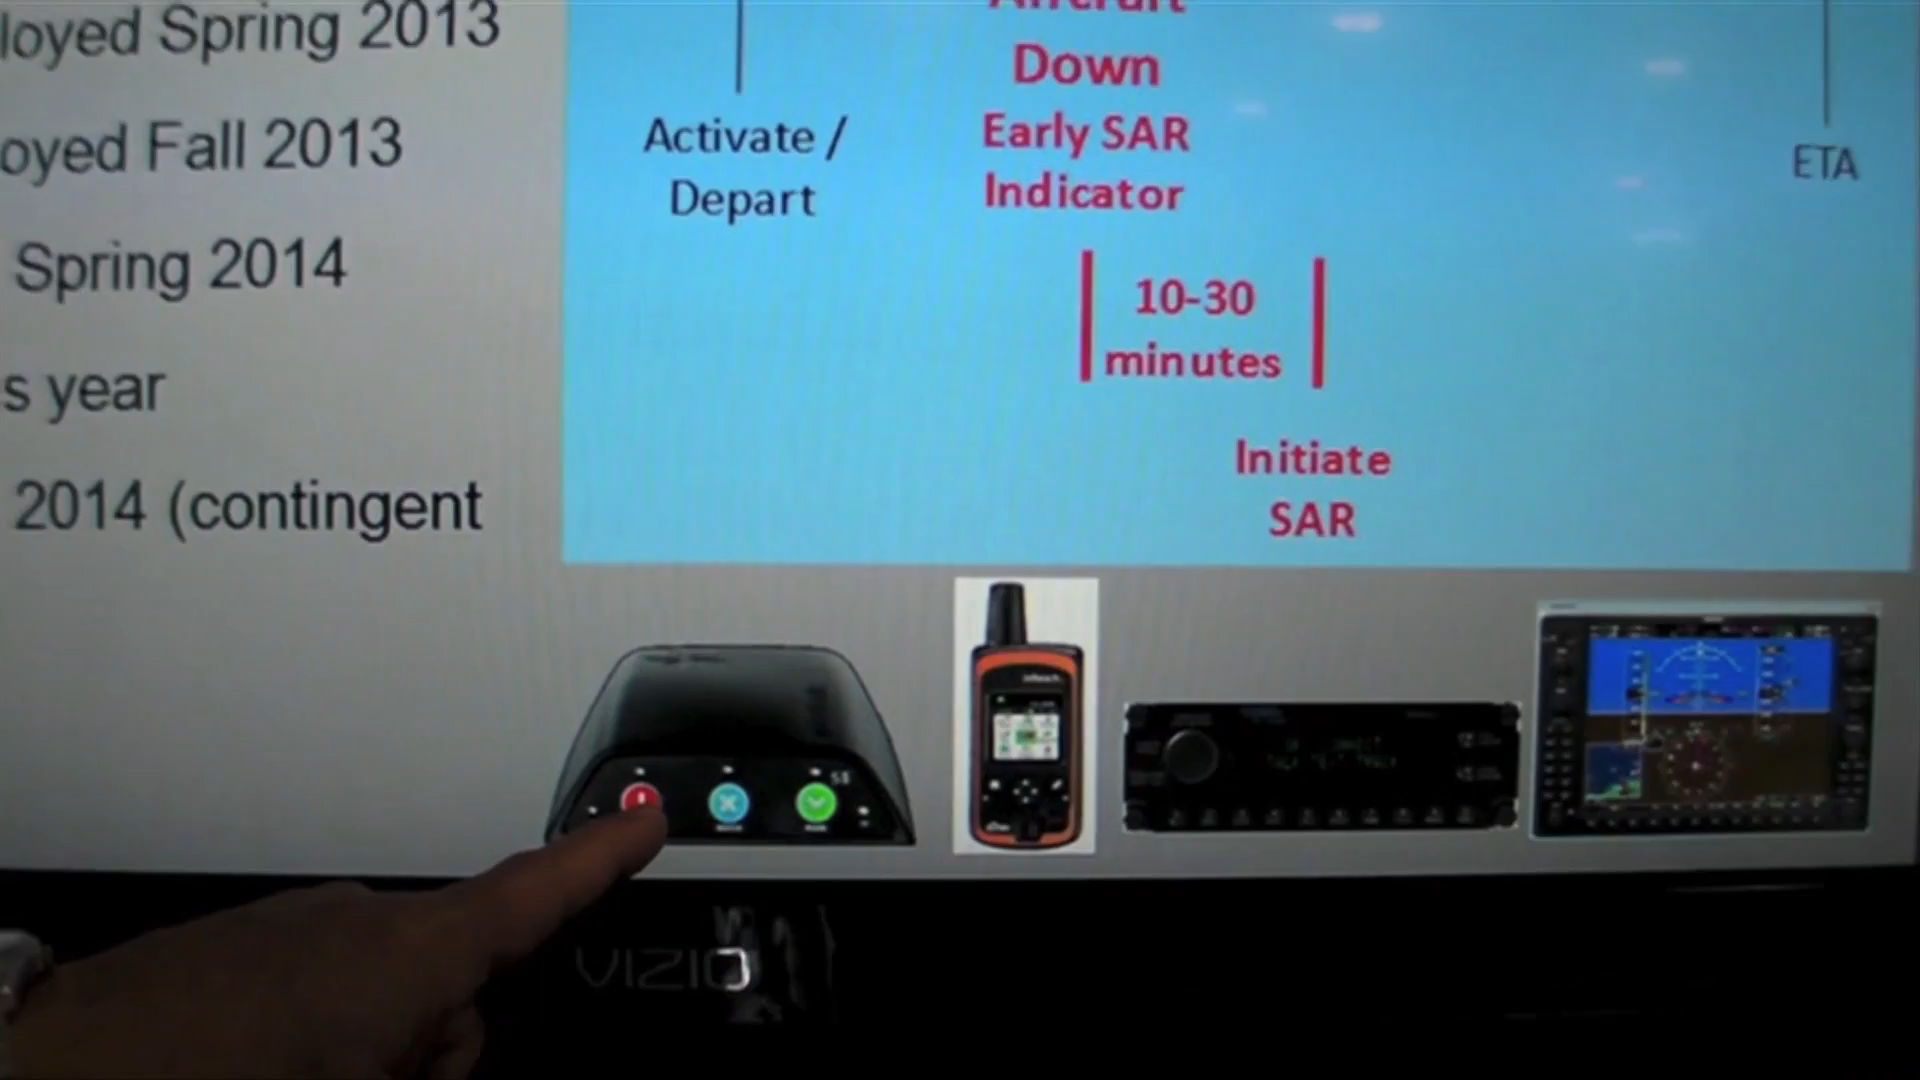 loyed Spring 2013
oyed Fall 2013
Spring 2014
s year
2014 (contingent
Activate /
Depart
Aircraft
Down
Early SAR
Indicator
10-30
minutes
Initiate
SAR
ETA
VIZIO